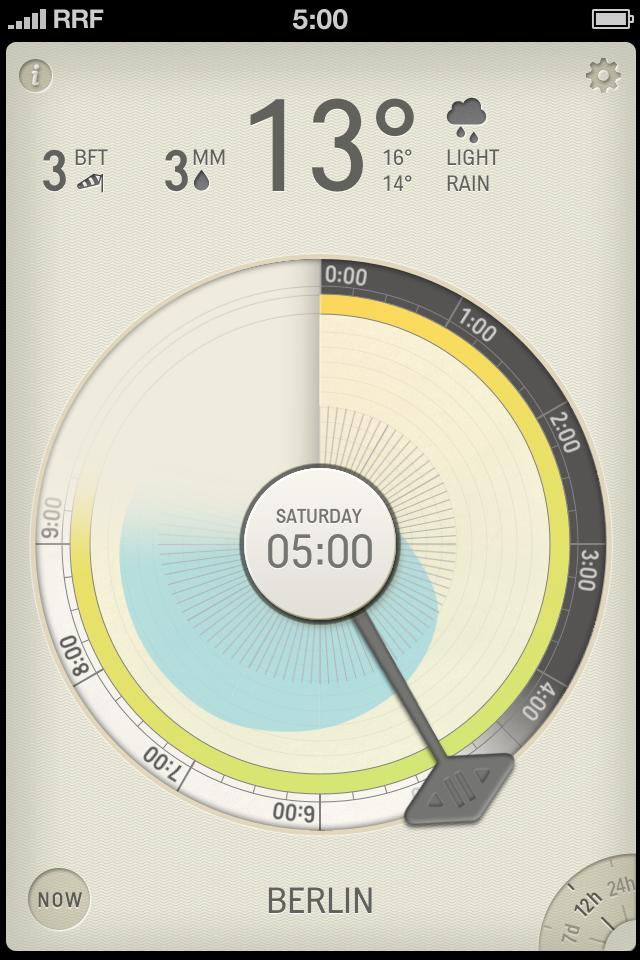 RRF 5:00
i
13°
3 BFT
3 MM
16°
14°
LIGHT
RAIN
0:00
1:00
2:00
3:00
4:00
6:00
7:00
8:00
9:00
SATURDAY
05:00
NOW
BERLIN
7d 12h 24h